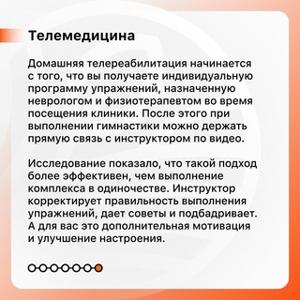 Телемедицина
Домашняя телереабилитация начинается
с того, что вы получаете индивидуальную
программу упражнений, назначенную
неврологом и физиотерапевтом во время
посещения клиники. После этого при
выполнении гимнастики можно держать
прямую связь с инструктором по видео.
Исследование показало, что такой подход
более эффективен, чем выполнение
комплекса в одиночестве. Инструктор
корректирует правильность выполнения
упражнений, дает советы и подбадривает.
А для вас это дополнительная мотивация
и улучшение настроения.